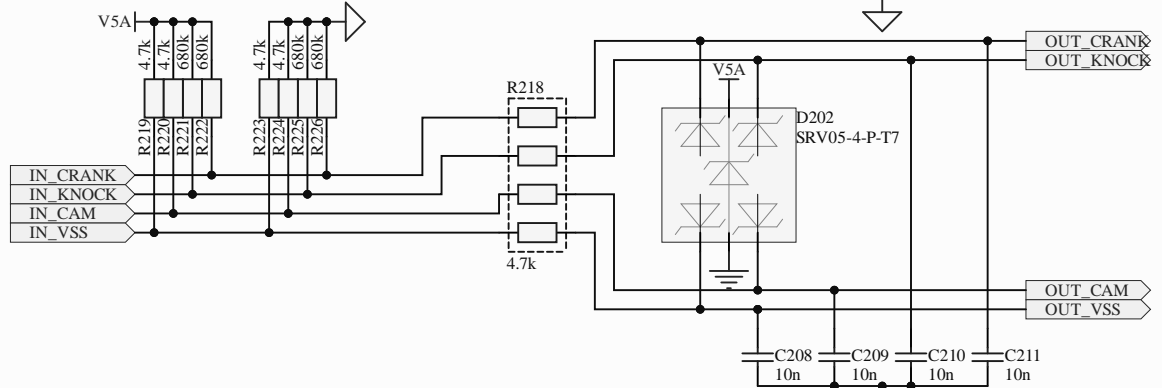 V5A
4.7k
4.7k
680k
680k
4.7k
4.7k
680k
680k
R219
R220
R221
R222
R223
R224
R225
R226
IN_CRANK
IN_KNOCK
IN_CAM
IN_VSS
R218
4.7k
V5A
D202
SRV05-4-P-T7
OUT_CRANK
OUT_KNOCK
OUT_CAM
OUT_VSS
C208
10n
C209
10n
C210
10n
C211
10n